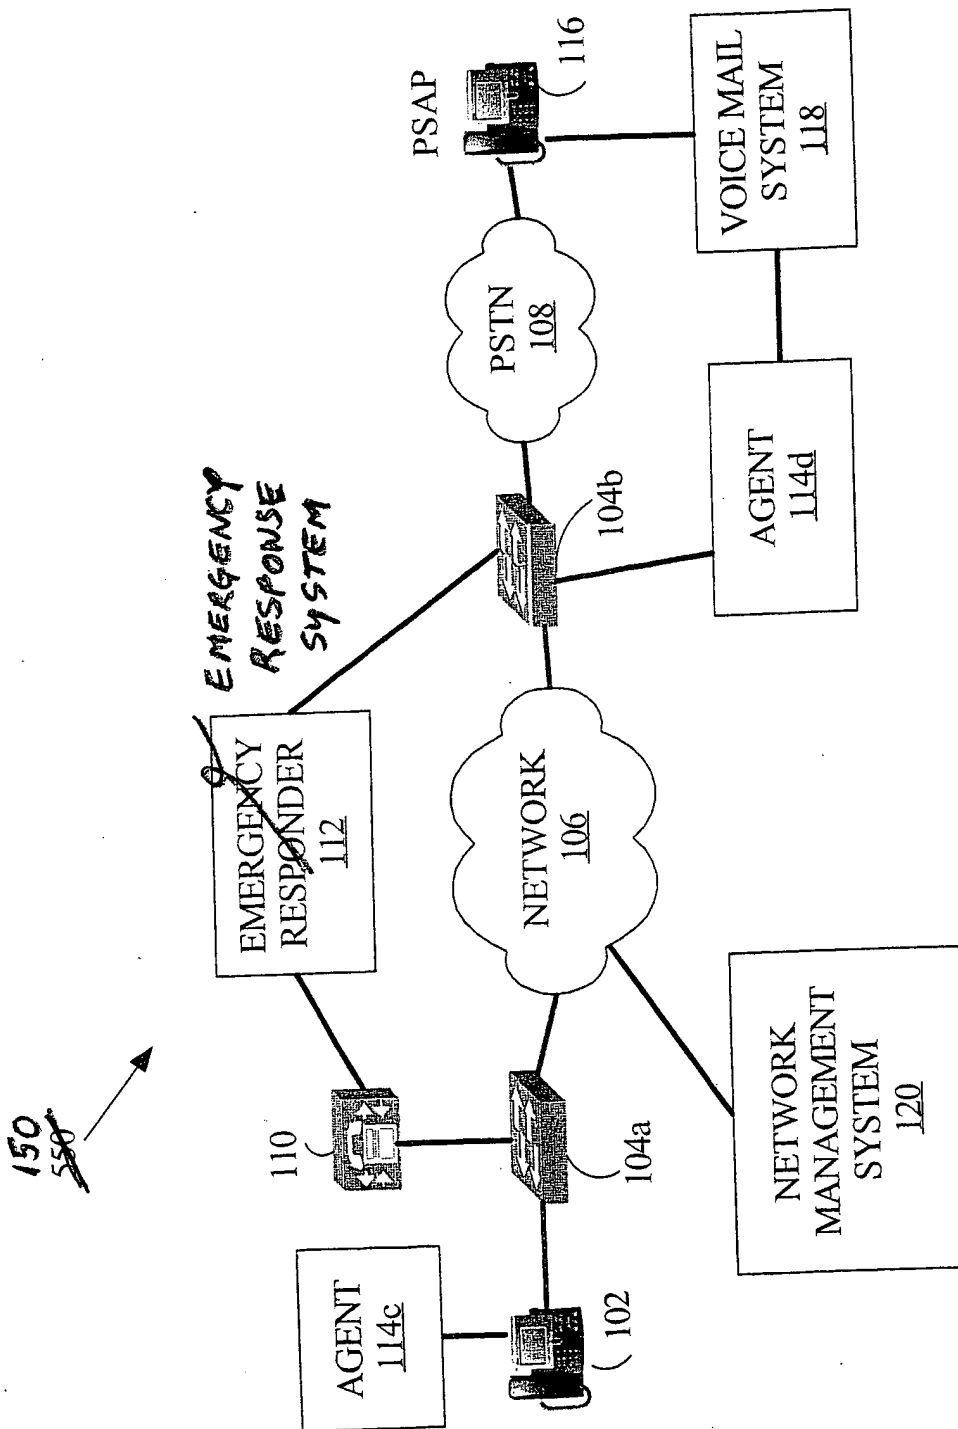 150
550
EMERGENCY
RESPONSE
SYSTEM
EMERGENCY
RESPONDER
112
PSAP
116
110
104a
104b
102
AGENT
114c
NETWORK
106
PSTN
108
NETWORK
MANAGEMENT
SYSTEM
120
AGENT
114d
VOICE MAIL
SYSTEM
118